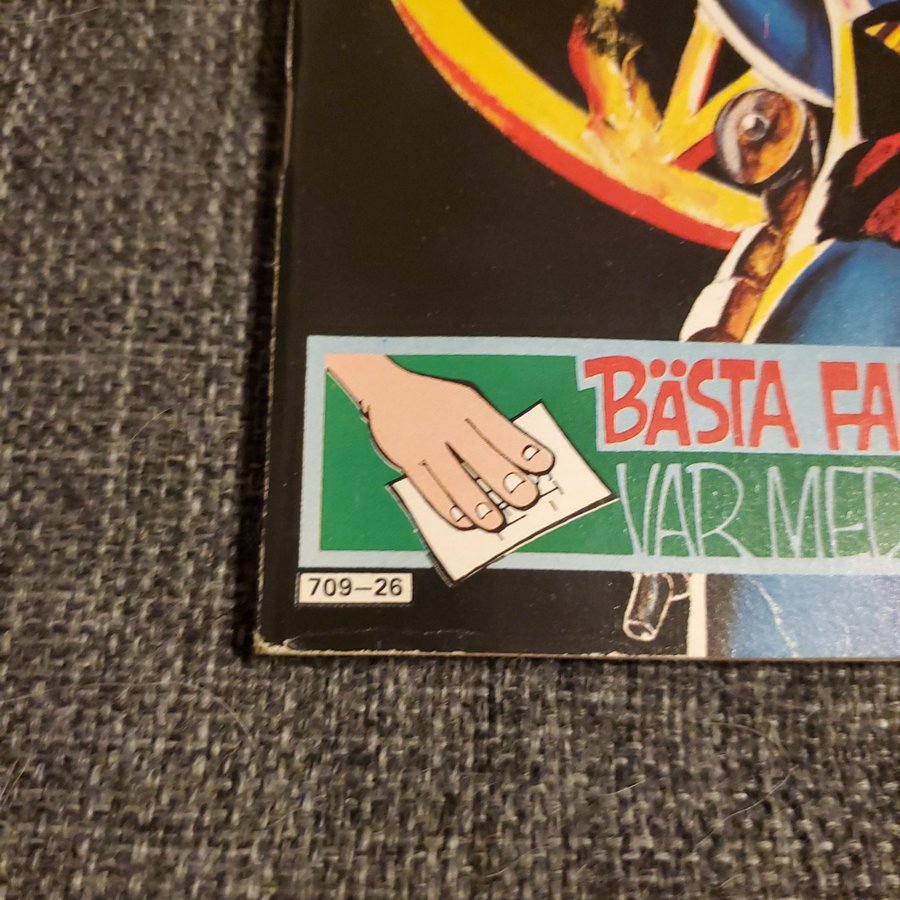 BÄSTA FA
VAR MED
709-26